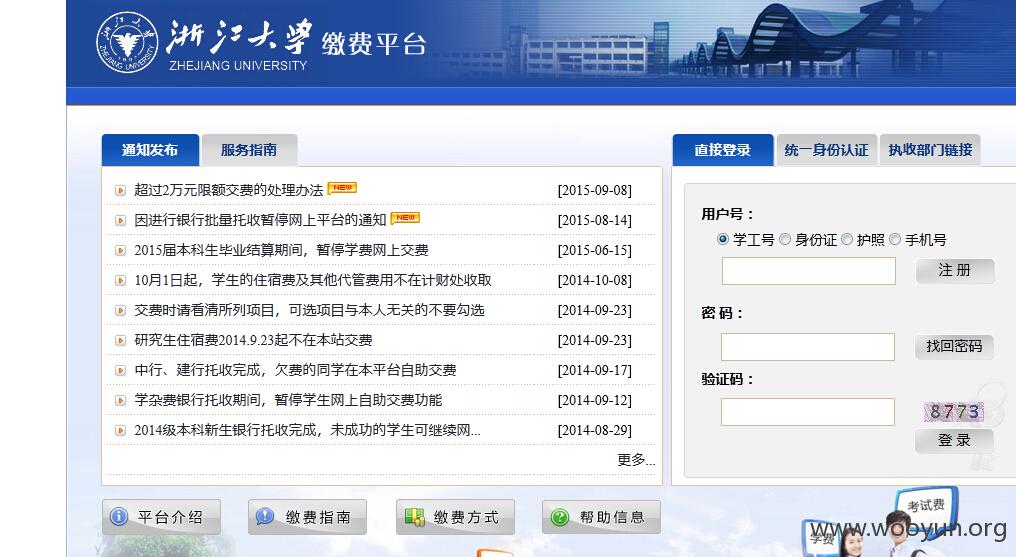 浙江大学 缴费平台
ZHEJIANG UNIVERSITY
通知发布 服务指南
超过2万元限额交费的处理办法 NEW [2015-09-08]
因进行银行批量托收暂停网上平台的通知 NEW [2015-08-14]
2015届本科生毕业结算期间，暂停学费网上交费 [2015-06-15]
10月1日起，学生的住宿费及其他代管费用不在计财处收取 [2014-10-08]
交费时请看清所列项目，可选项目与本人无关的不要勾选 [2014-09-23]
研究生住宿费2014.9.23起不在本站交费 [2014-09-23]
中行、建行托收完成，欠费的同学在本平台自助交费 [2014-09-17]
学杂费银行托收期间，暂停学生网上自助交费功能 [2014-09-12]
2014级本科新生银行托收完成，未成功的学生可继续网... [2014-08-29]
更多...
直接登录 统一身份认证 执收部门链接
用户号：
学工号 身份证 护照 手机号
注 册
密 码：
找回密码
验证码：
8773
登 录
平台介绍 缴费指南 缴费方式 帮助信息
考试费
学费
www.wooyun.org